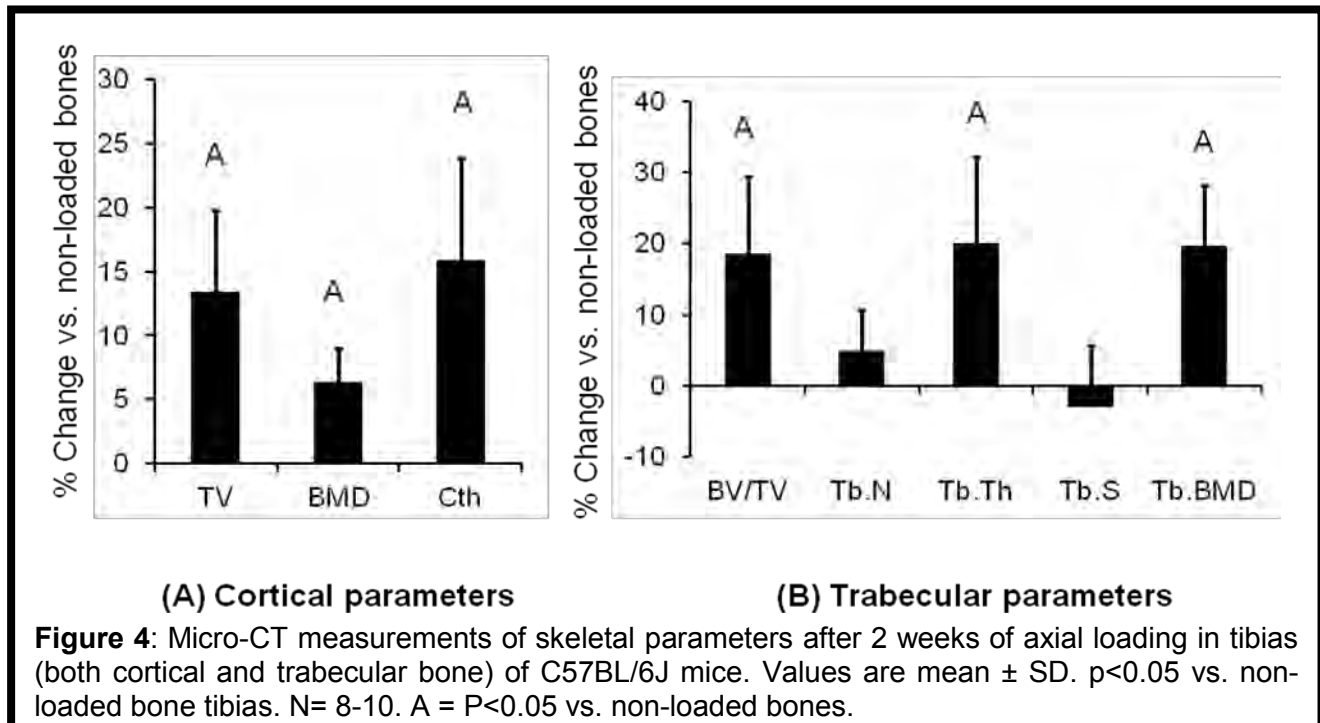 % Change vs. non-loaded bones
30
25
20
15
10
5
0
A
A
A
TV BMD Cth
% Change vs. non-loaded bones
40
30
20
10
0
-10
A
A
A
BV/TV Tb.N Tb.Th Tb.S Tb.BMD
(A) Cortical parameters
(B) Trabecular parameters
Figure 4: Micro-CT measurements of skeletal parameters after 2 weeks of axial loading in tibias
(both cortical and trabecular bone) of C57BL/6J mice. Values are mean ± SD. p<0.05 vs. non-
loaded bone tibias. N= 8-10. A = P<0.05 vs. non-loaded bones.